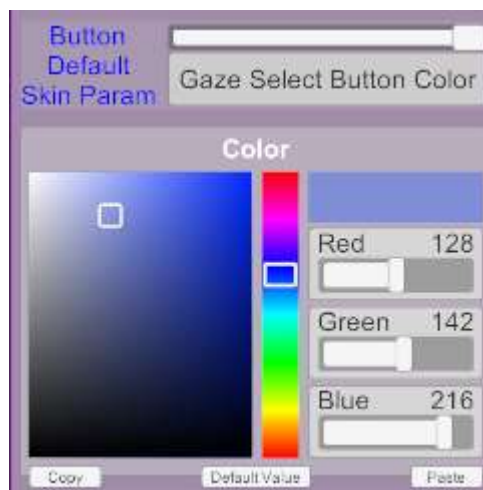 Button
Default
Skin Param
Gaze Select Button Color
Color
Red 128
Green 142
Blue 216
Copy Default Value Paste